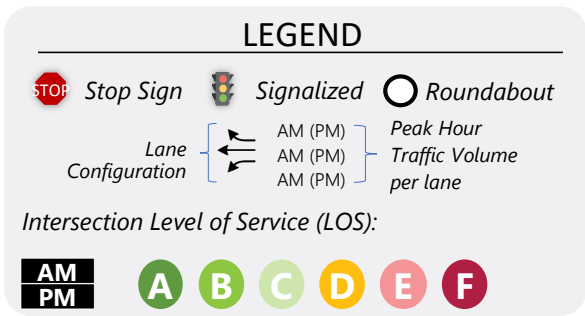 LEGEND
STOP Stop Sign Signalized Roundabout
Lane Configuration
AM (PM)
AM (PM)
AM (PM)
Peak Hour
Traffic Volume
per lane
Intersection Level of Service (LOS):
AM
PM
A B C D E F